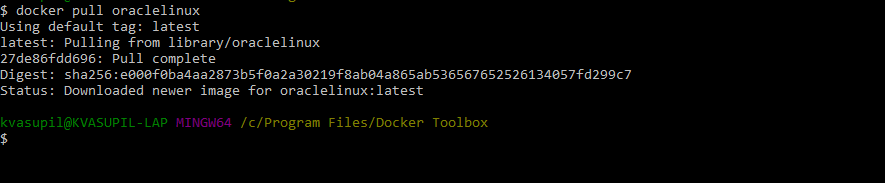 $ docker pull oraclelinux
Using default tag: latest
latest: Pulling from library/oraclelinux
27de86fdd696: Pull complete
Digest: sha256:e000f0ba4aa2873b5f0a2a30219f8ab04a865ab536567652526134057fd299c7
Status: Downloaded newer image for oraclelinux:latest
kvasupil@KVASUPIL-LAP MINGW64 /c/Program Files/Docker Toolbox
$